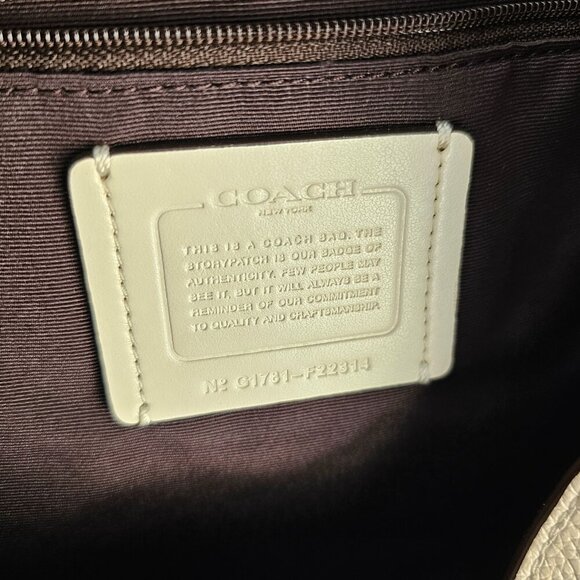 COACH
NEW YORK
THIS IS A COACH BAG. THE
STORYPATCH IS OUR BADGE OF
AUTHENTICITY. FEW PEOPLE MAY
SEE IT, BUT IT WILL ALWAYS BE A
REMINDER OF OUR COMMITMENT
TO QUALITY AND CRAFTSMANSHIP.
Nº G1781-F22314